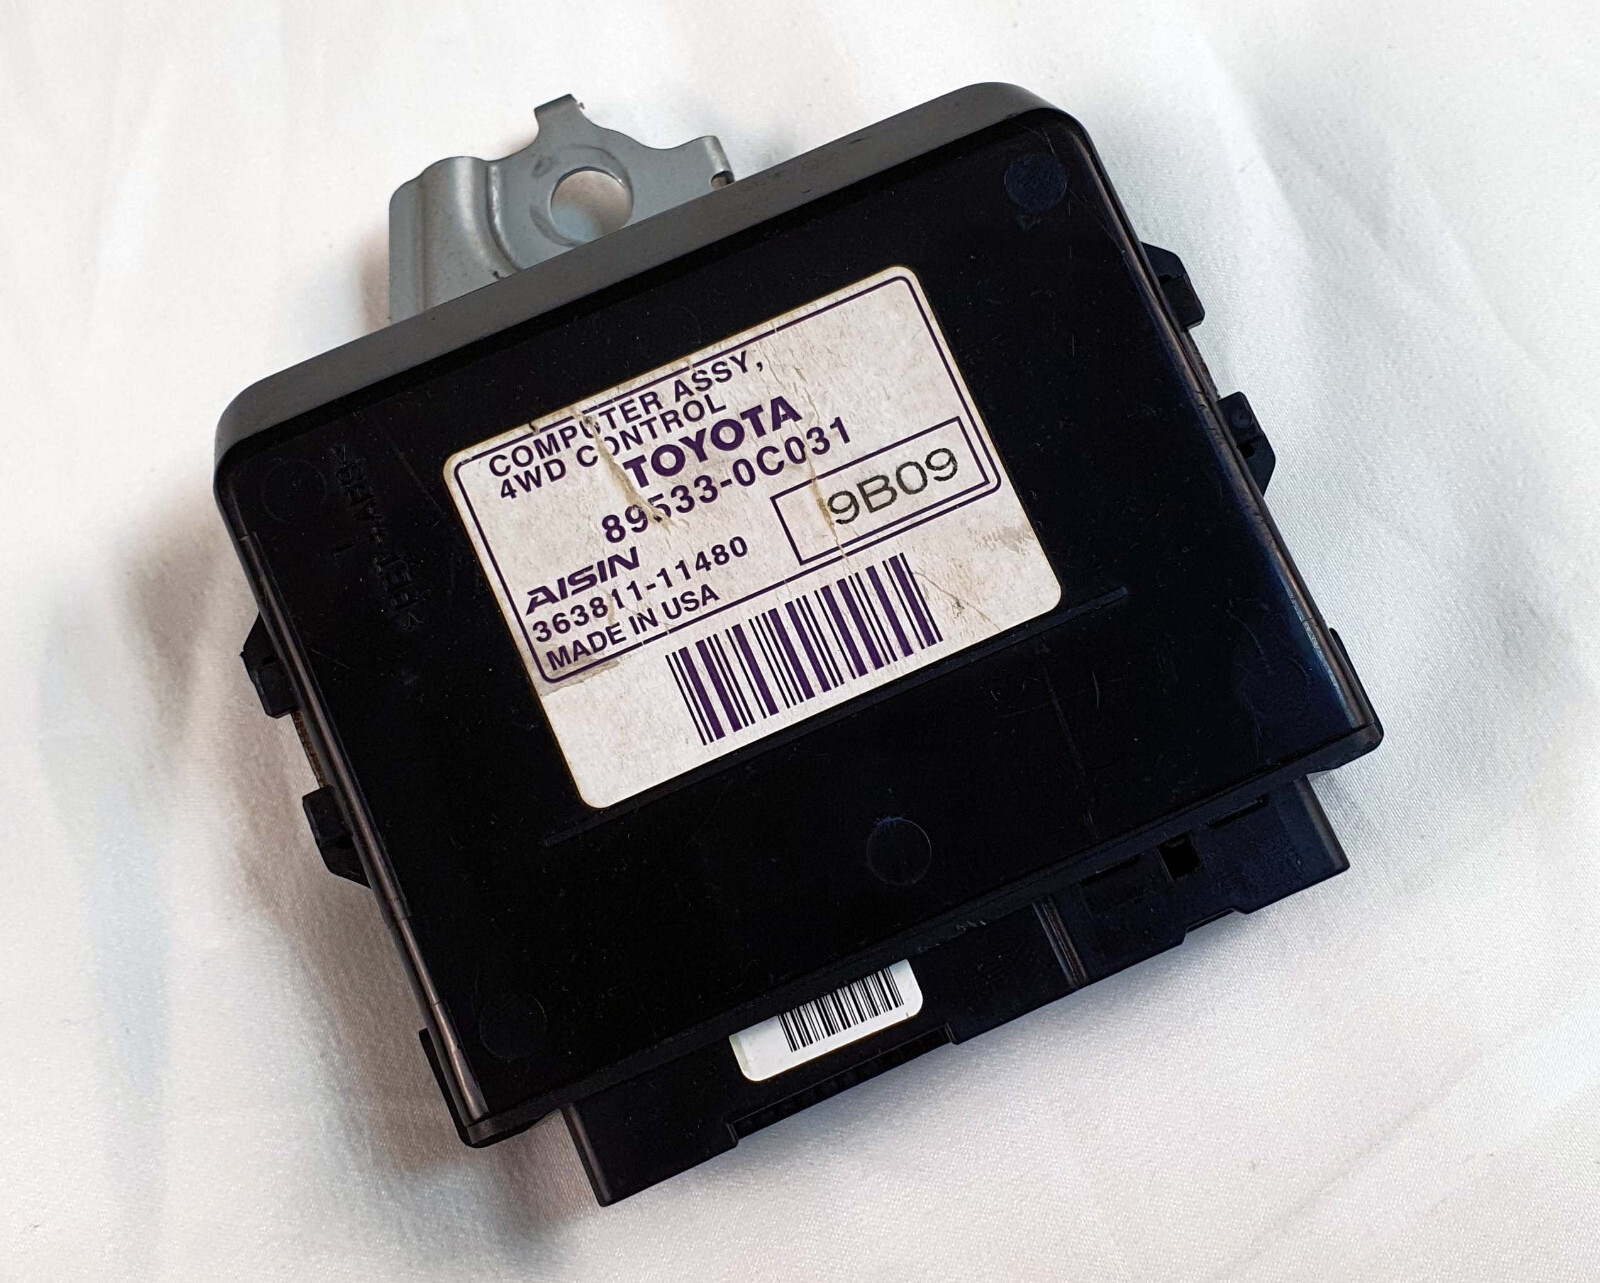 COMPUTER ASSY,
4WD CONTROL
TOYOTA
89533-0C031
9B09
AISIN
363811-11480
MADE IN USA